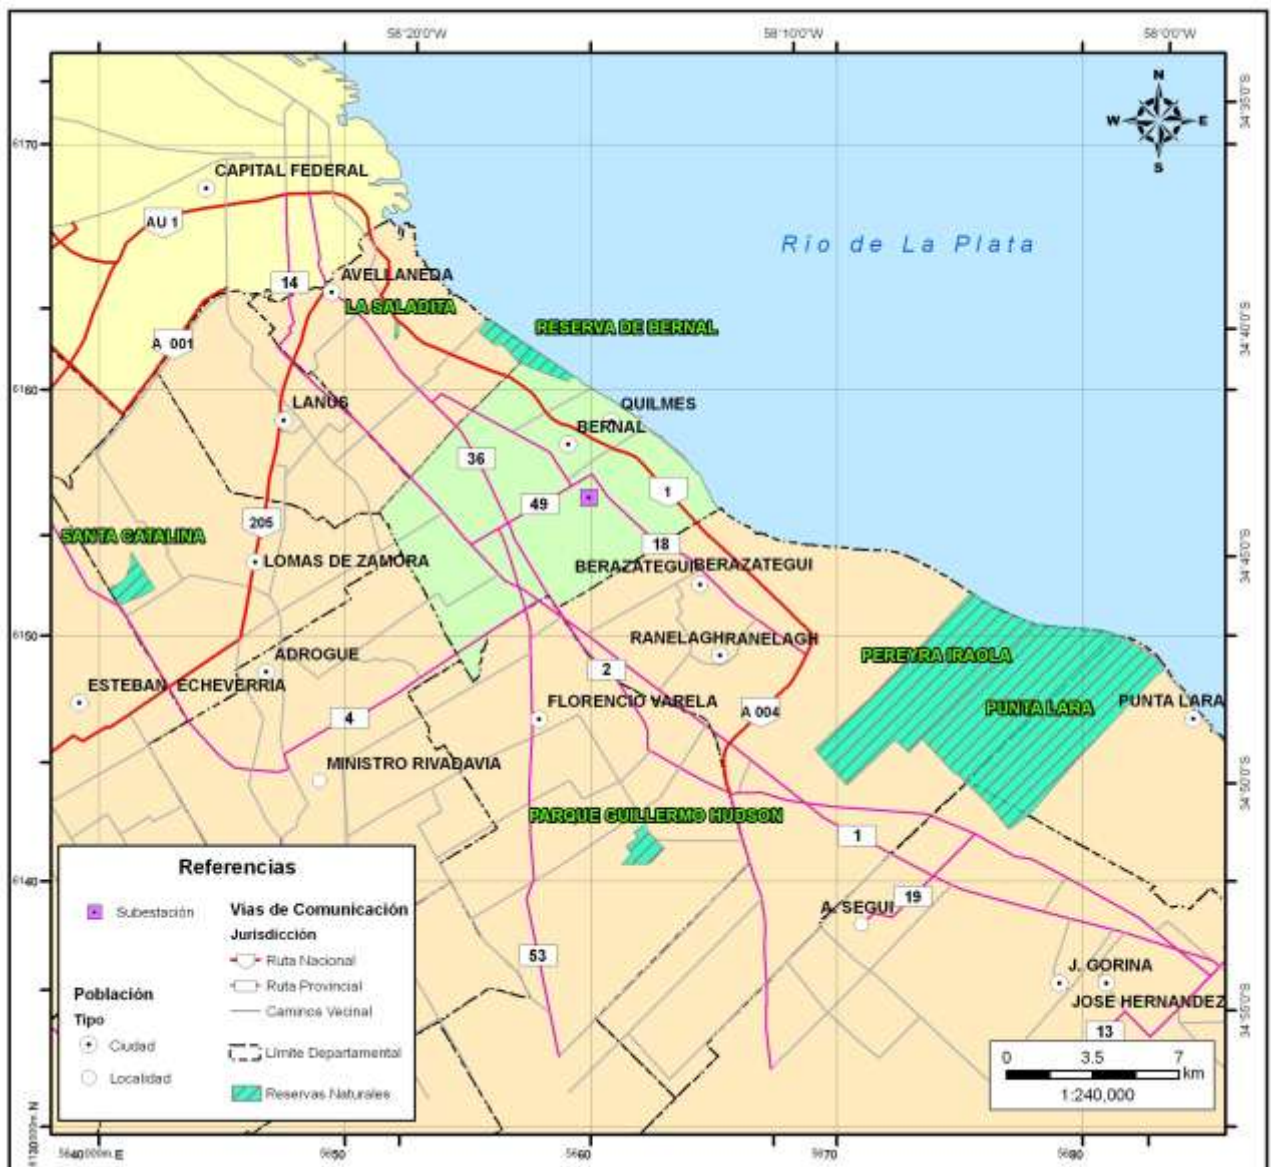 58°20'0"W 58°10'0"W 58°0'0"W
N
W E
S
34°35'0"S
6170
CAPITAL FEDERAL
AU 1
Río de La Plata
14
AVELLANEDA
LA SALADITA
RESERVA DE BERNAL
34°40'0"S
A 001
6160
LANUS
QUILMES
BERNAL
36
49
1
205
18
SANTA CATALINA
LOMAS DE ZAMORA
BERAZATEGUI BERAZATEGUI
34°45'0"S
6150
RANELAGH RANELAGH
ADROGUE
PEREYRA IRAOLA
2
ESTEBAN ECHEVERRIA
FLORENCIO VARELA
PUNTA LARA
PUNTA LARA
4
A 004
MINISTRO RIVADAVIA
34°50'0"S
PARQUE GUILLERMO HUDSON
1
6140
19
A. SEGUI
53
J. GORINA
JOSE HERNANDEZ
13
34°55'0"S
Referencias
Subestación
Población
Tipo
Ciudad
Localidad
Vías de Comunicación
Jurisdicción
Ruta Nacional
Ruta Provincial
Caminos Vecinal
Límite Departamental
Reservas Naturales
0 3.5 7
km
1:240,000
6130000m. N
5640000m. E 5650 5660 5670 5680